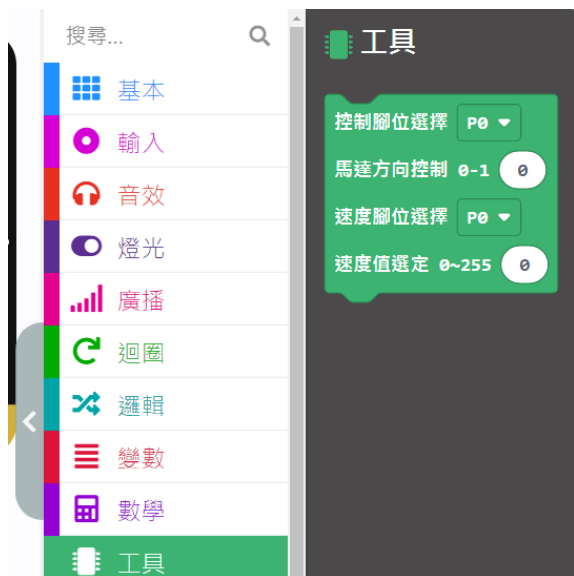 搜尋...
基本
輸入
音效
燈光
廣播
迴圈
邏輯
變數
數學
工具
工具
控制腳位選擇 P0
馬達方向控制 0-1 0
速度腳位選擇 P0
速度值選定 0~255 0